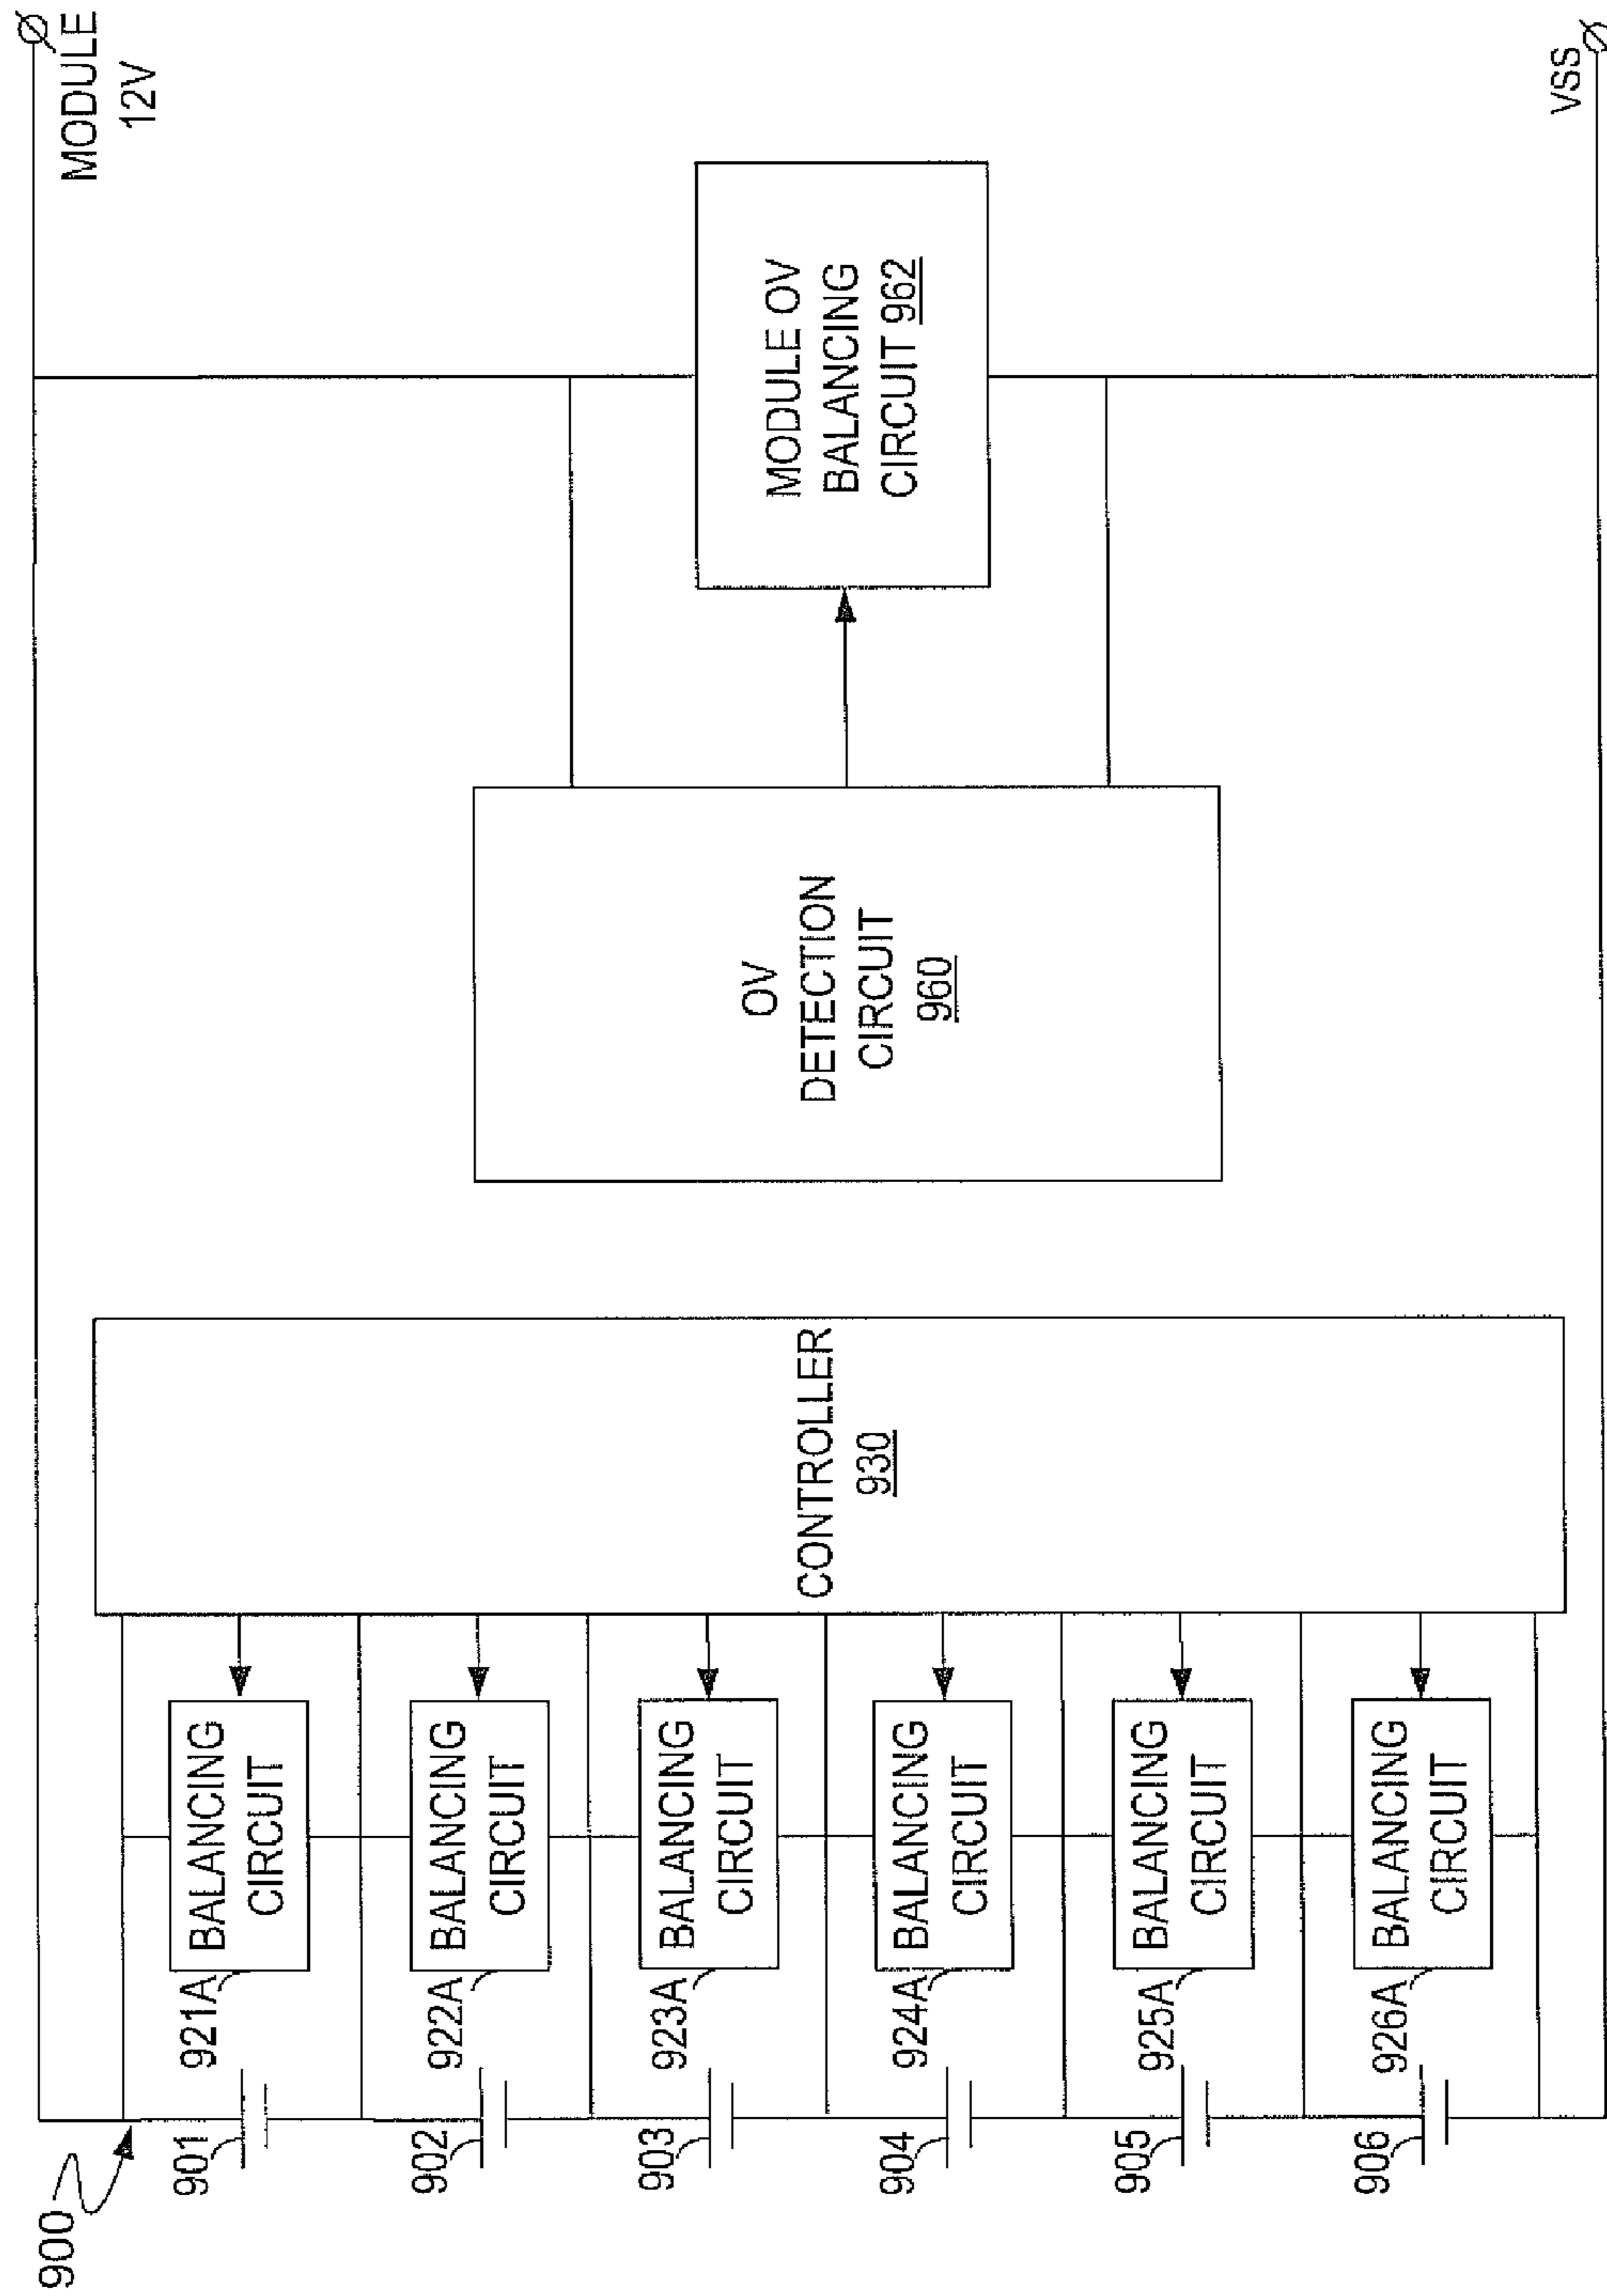 900
MODULE
12V
901
921A
BALANCING
CIRCUIT
902
922A
BALANCING
CIRCUIT
903
923A
BALANCING
CIRCUIT
904
924A
BALANCING
CIRCUIT
905
925A
BALANCING
CIRCUIT
906
926A
BALANCING
CIRCUIT
CONTROLLER
930
OV
DETECTION
CIRCUIT
960
MODULE OV
BALANCING
CIRCUIT 962
VSS